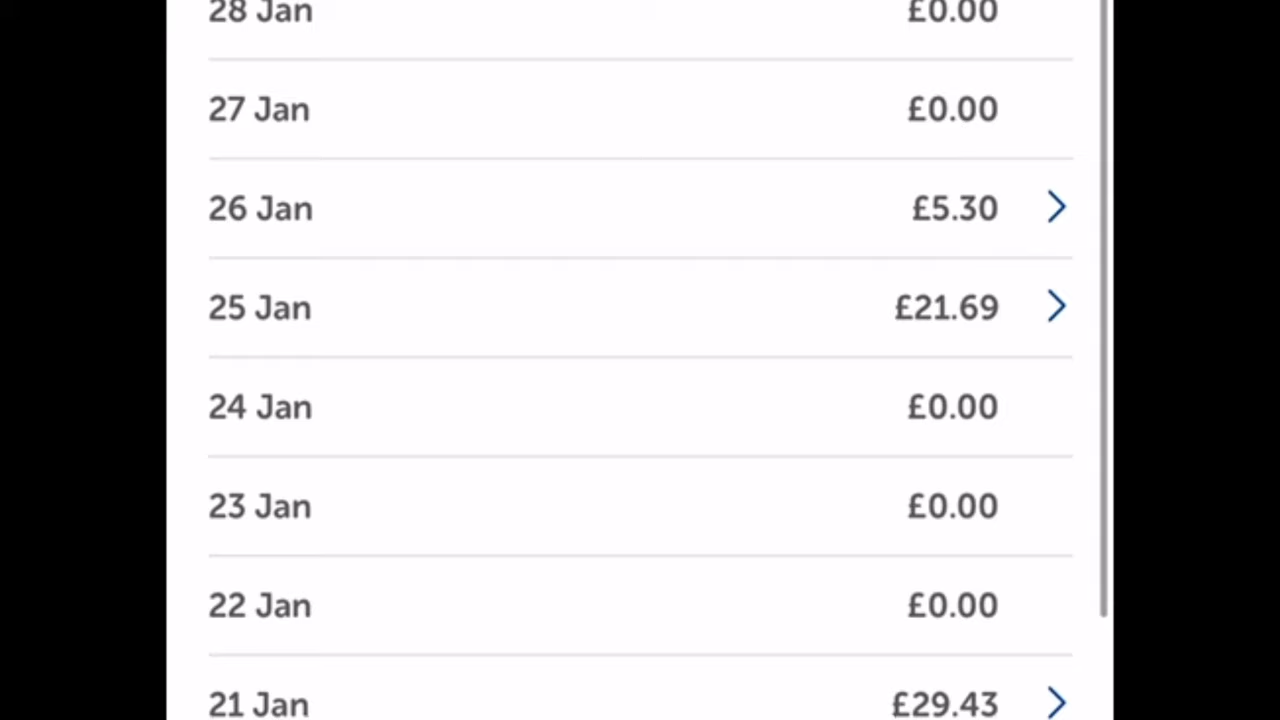 28 Jan £0.00
27 Jan £0.00
26 Jan £5.30
25 Jan £21.69
24 Jan £0.00
23 Jan £0.00
22 Jan £0.00
21 Jan £29.43